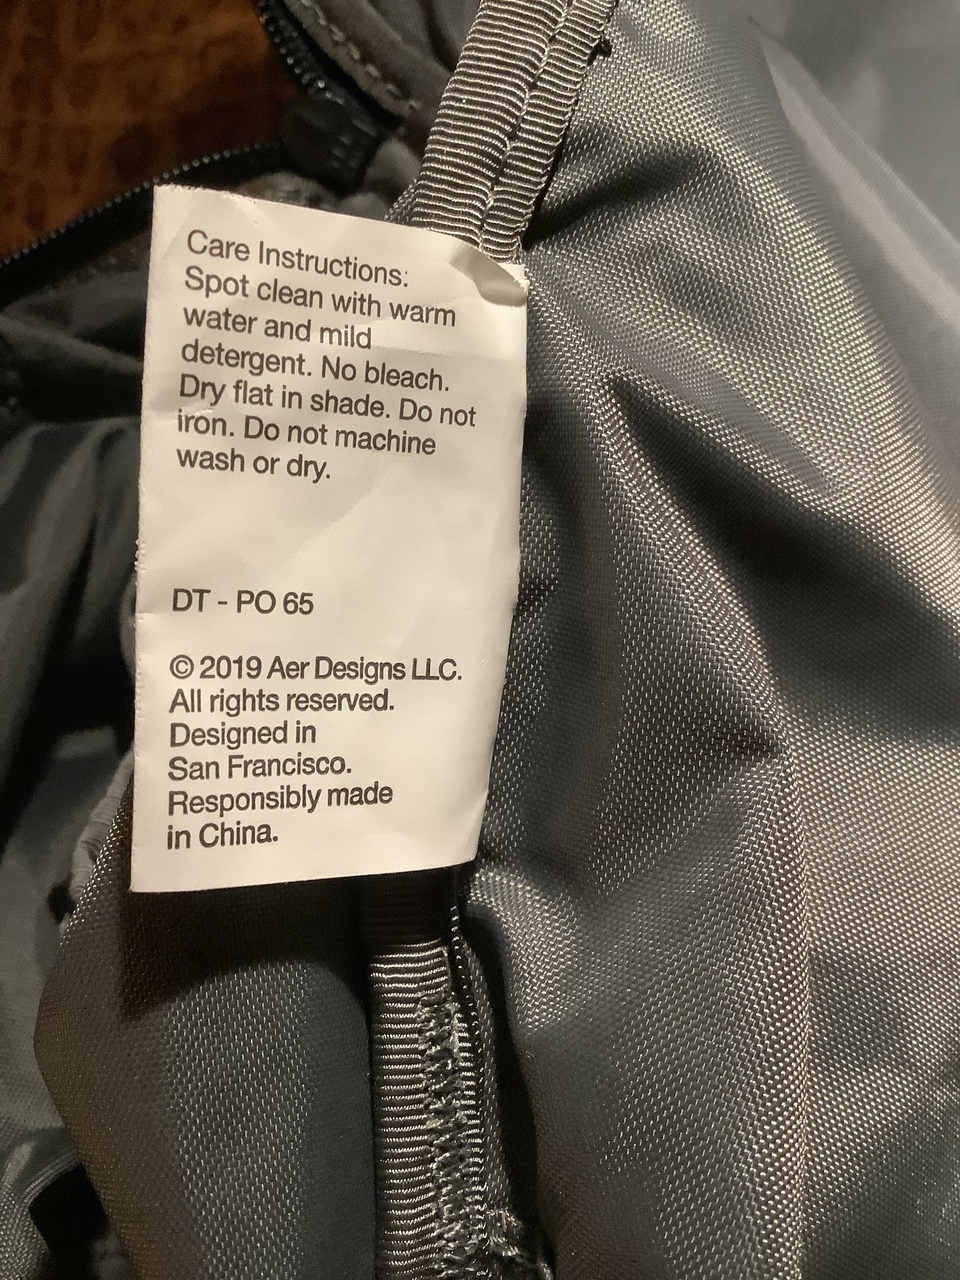 Care Instructions:
Spot clean with warm
water and mild
detergent. No bleach.
Dry flat in shade. Do not
iron. Do not machine
wash or dry.
DT - PO 65
© 2019 Aer Designs LLC.
All rights reserved.
Designed in
San Francisco.
Responsibly made
in China.